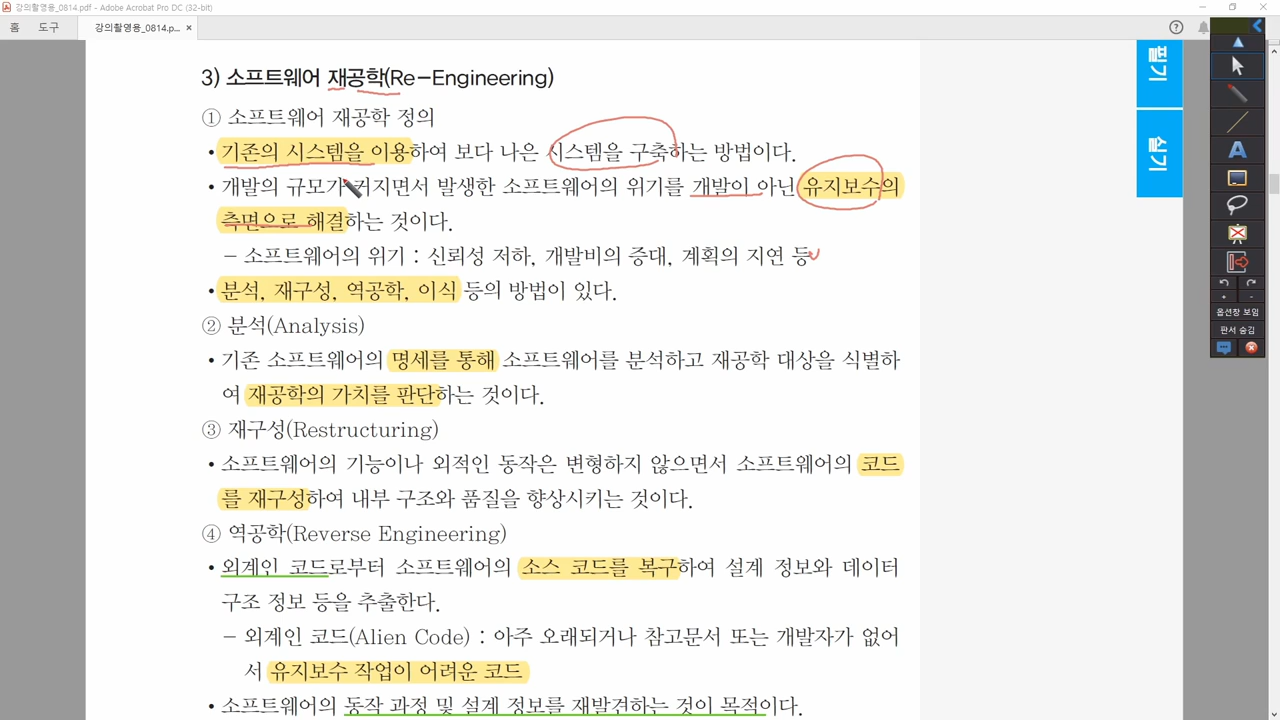 강의촬영용_0814.pdf - Adobe Acrobat Pro DC (32-bit)
홈 도구 강의촬영용_0814.p... ×
3) 소프트웨어 재공학(Re-Engineering)
① 소프트웨어 재공학 정의
• 기존의 시스템을 이용하여 보다 나은 시스템을 구축하는 방법이다.
• 개발의 규모가 커지면서 발생한 소프트웨어의 위기를 개발이 아닌 유지보수의
측면으로 해결하는 것이다.
- 소프트웨어의 위기 : 신뢰성 저하, 개발비의 증대, 계획의 지연 등
• 분석, 재구성, 역공학, 이식 등의 방법이 있다.
② 분석(Analysis)
• 기존 소프트웨어의 명세를 통해 소프트웨어를 분석하고 재공학 대상을 식별하
여 재공학의 가치를 판단하는 것이다.
③ 재구성(Restructuring)
• 소프트웨어의 기능이나 외적인 동작은 변형하지 않으면서 소프트웨어의 코드
를 재구성하여 내부 구조와 품질을 향상시키는 것이다.
④ 역공학(Reverse Engineering)
• 외계인 코드로부터 소프트웨어의 소스 코드를 복구하여 설계 정보와 데이터
구조 정보 등을 추출한다.
- 외계인 코드(Alien Code) : 아주 오래되거나 참고문서 또는 개발자가 없어
서 유지보수 작업이 어려운 코드
• 소프트웨어의 동작 과정 및 설계 정보를 재발견하는 것이 목적이다.
필기
실기
A
옵션창 보임
판서 숨김